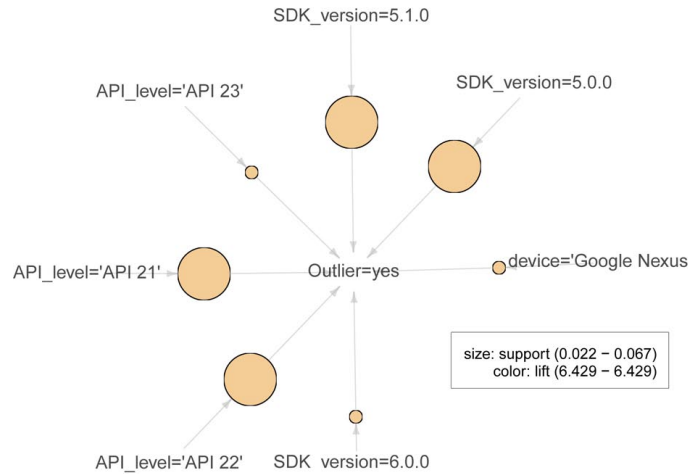 SDK_version=5.1.0
SDK_version=5.0.0
API_level='API 23'
API_level='API 21'
Outlier=yes
device='Google Nexus
size: support (0.022 − 0.067)
color: lift (6.429 − 6.429)
API_level='API 22'
SDK_version=6.0.0